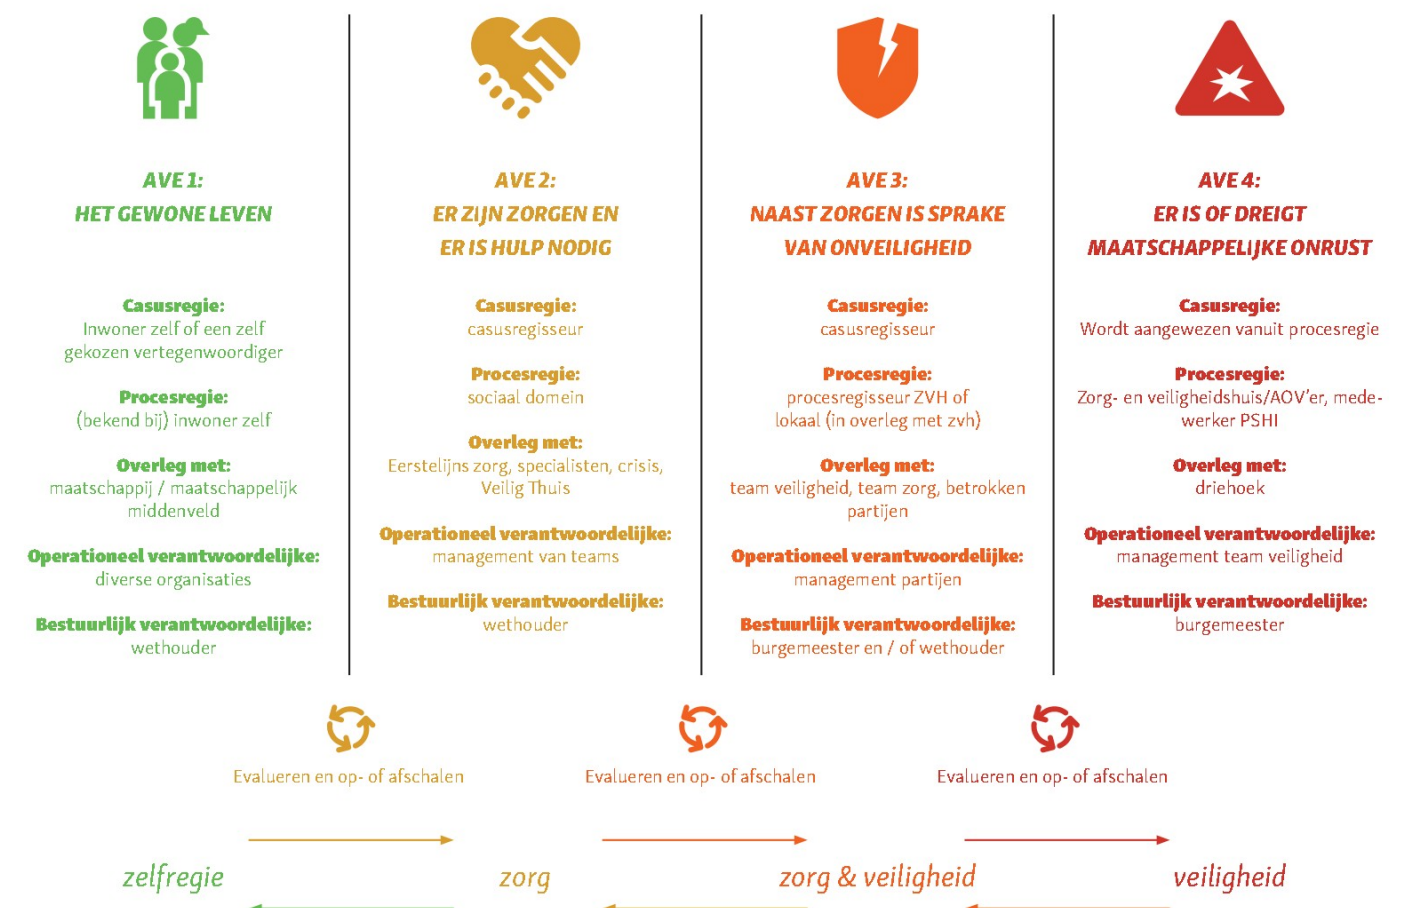 AVE 1:
HET GEWONE LEVEN
Casusregie:
Inwoner zelf of een zelf
gekozen vertegenwoordiger
Procesregie:
(bekend bij) inwoner zelf
Overleg met:
maatschappij / maatschappelijk
middenveld
Operationeel verantwoordelijke:
diverse organisaties
Bestuurlijk verantwoordelijke:
wethouder
AVE 2:
ER ZIJN ZORGEN EN
ER IS HULP NODIG
Casusregie:
casusregisseur
Procesregie:
sociaal domein
Overleg met:
Eerstelijns zorg, specialisten, crisis,
Veilig Thuis
Operationeel verantwoordelijke:
management van teams
Bestuurlijk verantwoordelijke:
wethouder
AVE 3:
NAAST ZORGEN IS SPRAKE
VAN ONVEILIGHEID
Casusregie:
casusregisseur
Procesregie:
procesregisseur ZVH of
lokaal (in overleg met zvh)
Overleg met:
team veiligheid, team zorg, betrokken
partijen
Operationeel verantwoordelijke:
management partijen
Bestuurlijk verantwoordelijke:
burgemeester en / of wethouder
AVE 4:
ER IS OF DREIGT
MAATSCHAPPELIJKE ONRUST
Casusregie:
Wordt aangewezen vanuit procesregie
Procesregie:
Zorg- en veiligheidshuis/AOV'er, mede-
werker PSHI
Overleg met:
driehoek
Operationeel verantwoordelijke:
management team veiligheid
Bestuurlijk verantwoordelijke:
burgemeester
Evalueren en op- of afschalen
Evalueren en op- of afschalen
Evalueren en op- of afschalen
zelfregie
zorg
zorg & veiligheid
veiligheid